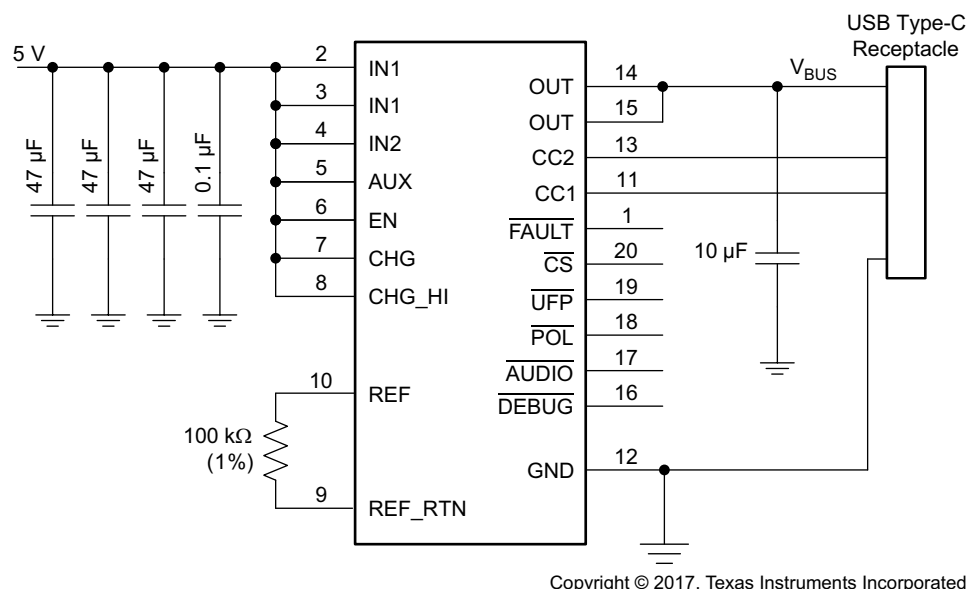 USB Type-C
Receptacle
5 V
2
IN1
3
IN1
4
IN2
5
AUX
6
EN
7
CHG
8
CHG_HI
47 µF
47 µF
47 µF
0.1 µF
10
REF
100 kΩ
(1%)
9
REF_RTN
OUT
14
VBUS
OUT
15
CC2
13
CC1
11
FAULT
1
CS
20
UFP
19
POL
18
AUDIO
17
DEBUG
16
GND
12
10 µF
Copyright © 2017, Texas Instruments Incorporated